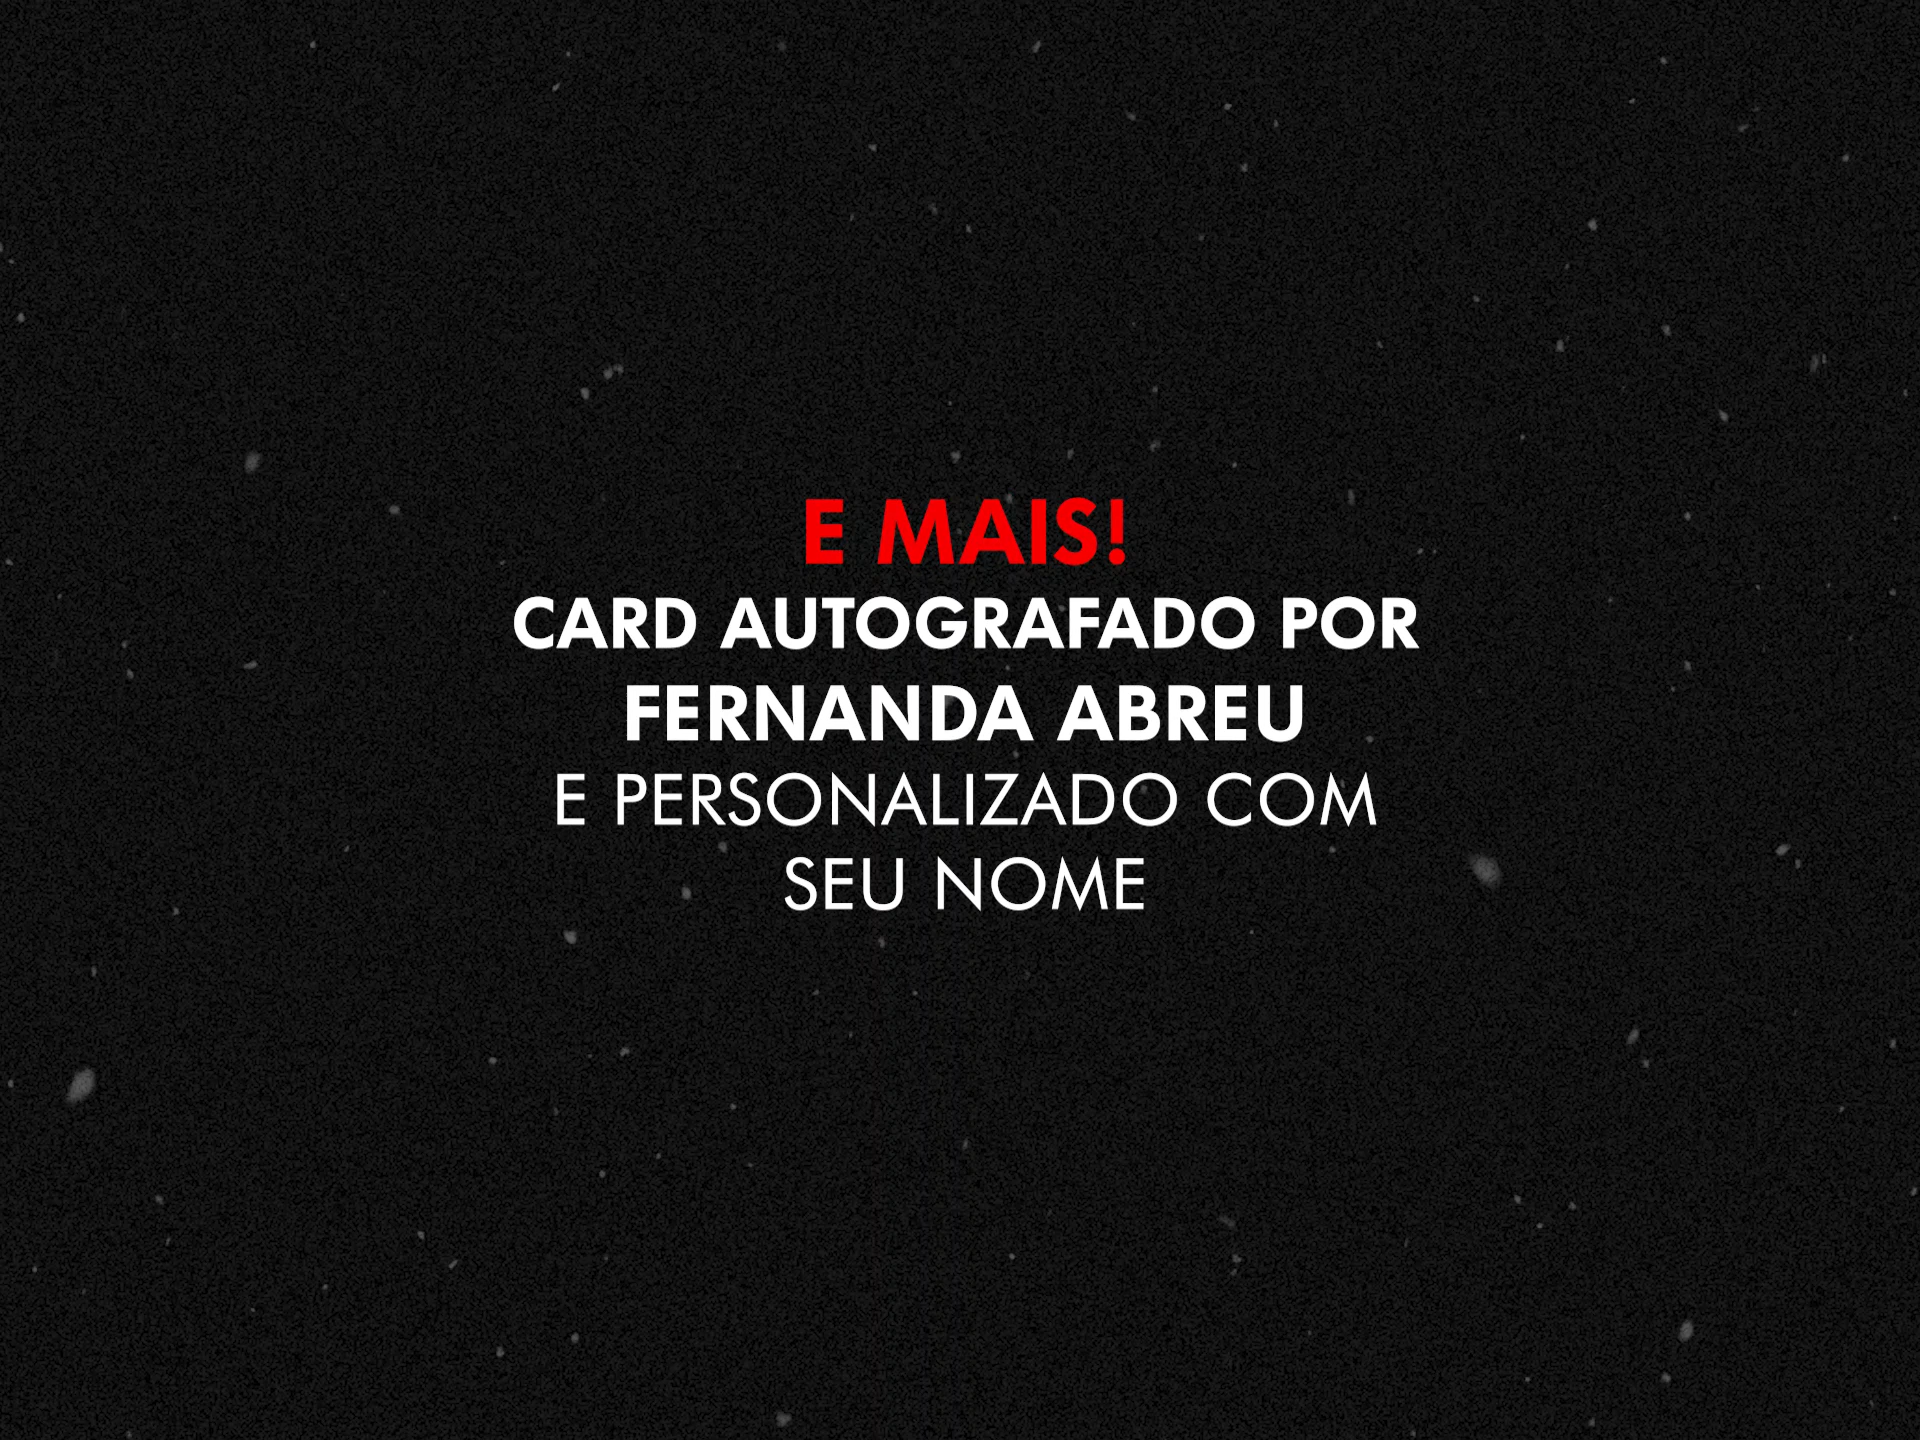 E MAIS!
CARD AUTOGRAFADO POR
FERNANDA ABREU
E PERSONALIZADO COM
SEU NOME